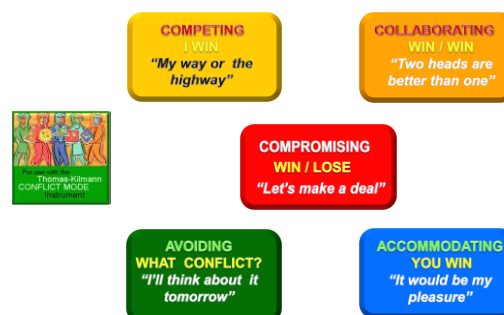 COMPETING
I WIN
“My way or the
highway”
COLLABORATING
WIN / WIN
“Two heads are
better than one”
For use with the
Thomas-Kilmann
CONFLICT MODE
Instrument
COMPROMISING
WIN / LOSE
“Let’s make a deal”
AVOIDING
WHAT CONFLICT?
“I’ll think about it
tomorrow”
ACCOMMODATING
YOU WIN
“It would be my
pleasure”